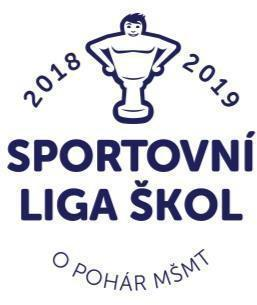 2018 2019
SPORTOVNÍ
LIGA ŠKOL
O POHÁR MŠMT